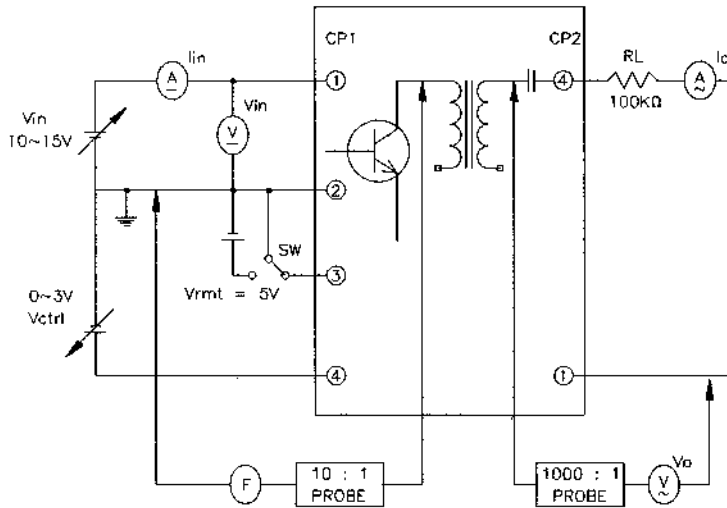 CP1
CP2
Iin
A
Vin
10~15V
Vin
V
1
2
3
4
SW
Vrmt = 5V
0~3V
Vctrl
4
1
RL
100KΩ
A
~
F
10 : 1
PROBE
1000 : 1
PROBE
V
~
Vo